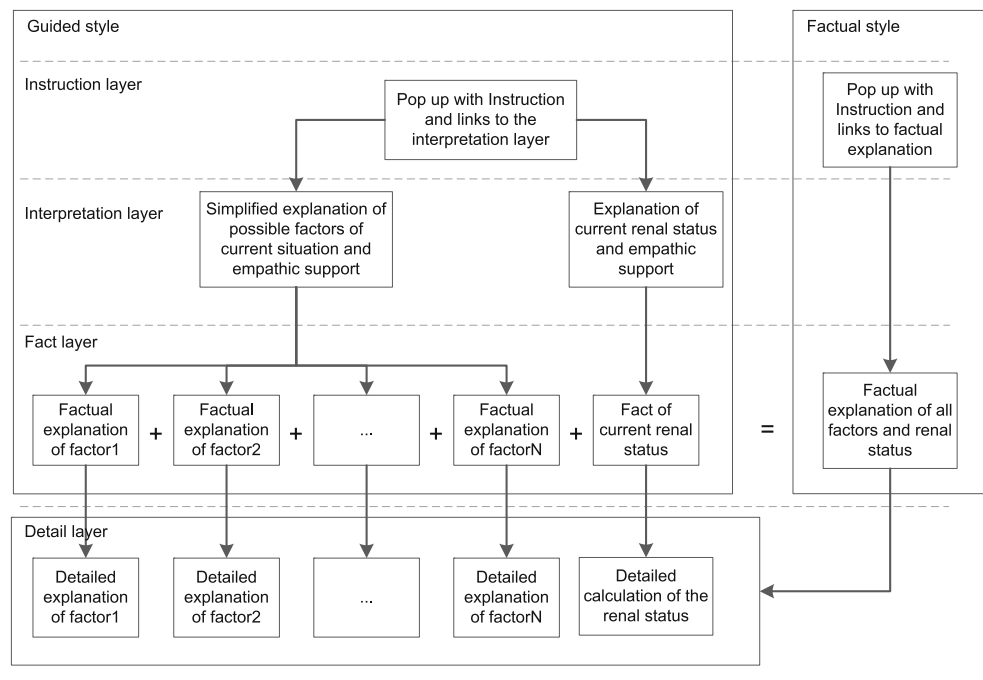 Guided style
Factual style
Instruction layer
Pop up with Instruction
and links to the
interpretation layer
Pop up with
Instruction and
links to factual
explanation
Interpretation layer
Simplified explanation of
possible factors of
current situation and
empathic support
Explanation of
current renal status
and empathic
support
Fact layer
Factual
explanation
of factor1
+
Factual
explanation
of factor2
+
...
+
Factual
explanation
of factorN
+
Fact of
current renal
status
=
Factual
explanation of all
factors and renal
status
Detail layer
Detailed
explanation
of factor1
Detailed
explanation
of factor2
...
Detailed
explanation
of factorN
Detailed
calculation of the
renal status